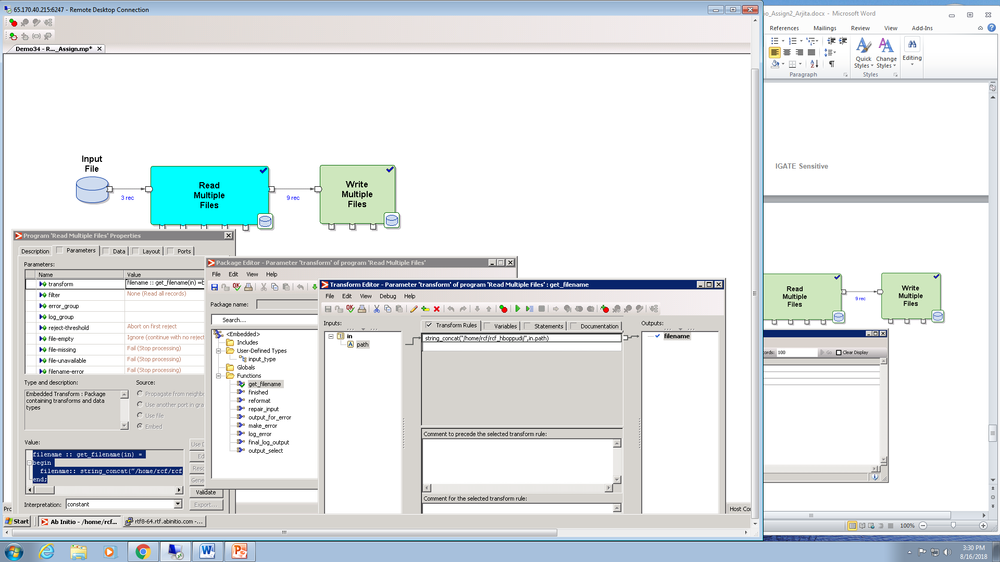 65.170.40.215:6247 - Remote Desktop Connection
Demo34 - R..._Assign.mp*
Input
File
3 rec
Read
Multiple
Files
9 rec
Write
Multiple
Files
Program 'Read Multiple Files' Properties
Description
Parameters
Data
Layout
Ports
Parameters:
Name
Value
transform
filename :: get_filename(in) =b
filter
None (Read all records)
error_group
log_group
reject-threshold
Abort on first reject
file-empty
Ignore (continue with no reject
file-missing
Fail (Stop processing)
file-unavailable
Fail (Stop processing)
filename-error
Fail (Stop processing)
Type and description:
Source:
Embedded Transform : Package
containing transforms and data
types
Propagate from neighbo
Use another port in gra
Use file
Embed
Value:
filename :: get_filename(in) =
begin
filename:: string_concat("/home/rcf/rcf
end;
Use D
Ed
Reso
Gene
Validate
Export...
Interpretation:
constant
Package Editor - Parameter 'transform' of program 'Read Multiple Files'
File Edit View Help
OK
Package name:
Search...
<Embedded>
Includes
User-Defined Types
input_type
Globals
Functions
get_filename
finished
reformat
repair_input
output_for_error
make_error
log_error
final_log_output
output_select
Transform Editor - Parameter 'transform' of program 'Read Multiple Files' : get_filename
File Edit View Debug Help
OK
Inputs:
in
path
Transform Rules
Variables
Statements
Documentation
string_concat("/home/rcf/rcf_hboppudi/",in.path)
Outputs:
filename
Comment to precede the selected transform rule:
Comment for the selected transform rule:
Prc
Host Cor
Start
Ab Initio - /home/rcf...
rtf8-64.rtf.abinitio.com -...
io_Assign2_Arjita.docx - Microsoft Word
References Mailings Review View Add-Ins
Quick
Styles
Change
Styles
Editing
Paragraph
Styles
IGATE Sensitive
Read
Multiple
Files
9 rec
Write
Multiple
Files
ords:
100
Go
Clear Display
100%
3:30 PM
8/16/2018